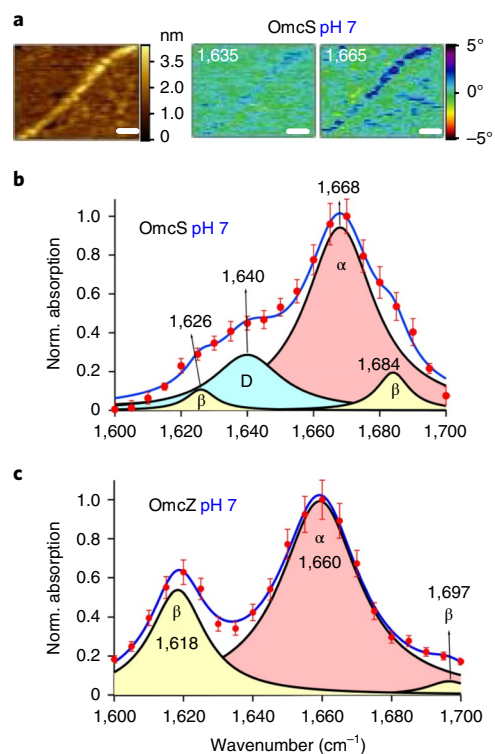 a
nm
3.5
2.0
1.0
0
OmcS pH 7
1,635
1,665
5°
0°
–5°
b
OmcS pH 7
Norm. absorption
1.0
0.8
0.6
0.4
0.2
0
1,668
α
1,640
D
1,626
β
1,684
β
1,600 1,620 1,640 1,660 1,680 1,700
c
OmcZ pH 7
Norm. absorption
1.0
0.8
0.6
0.4
0.2
0
β
1,618
α
1,660
1,697
β
1,600 1,620 1,640 1,660 1,680 1,700
Wavenumber (cm⁻¹)